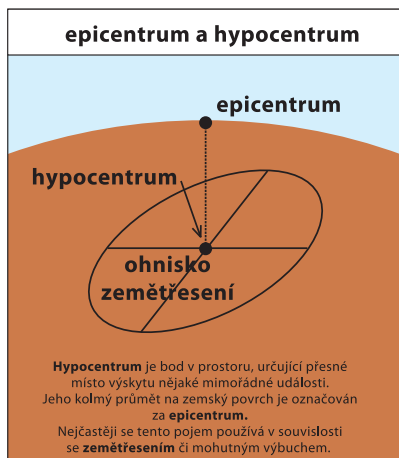 epicentrum a hypocentrum
epicentrum
hypocentrum
ohnisko
zemětřesení
Hypocentrum je bod v prostoru, určující přesné
místo výskytu nějaké mimořádné události.
Jeho kolmý průmět na zemský povrch je označován
za epicentrum.
Nejčastěji se tento pojem používá v souvislosti
se zemětřesením či mohutným výbuchem.